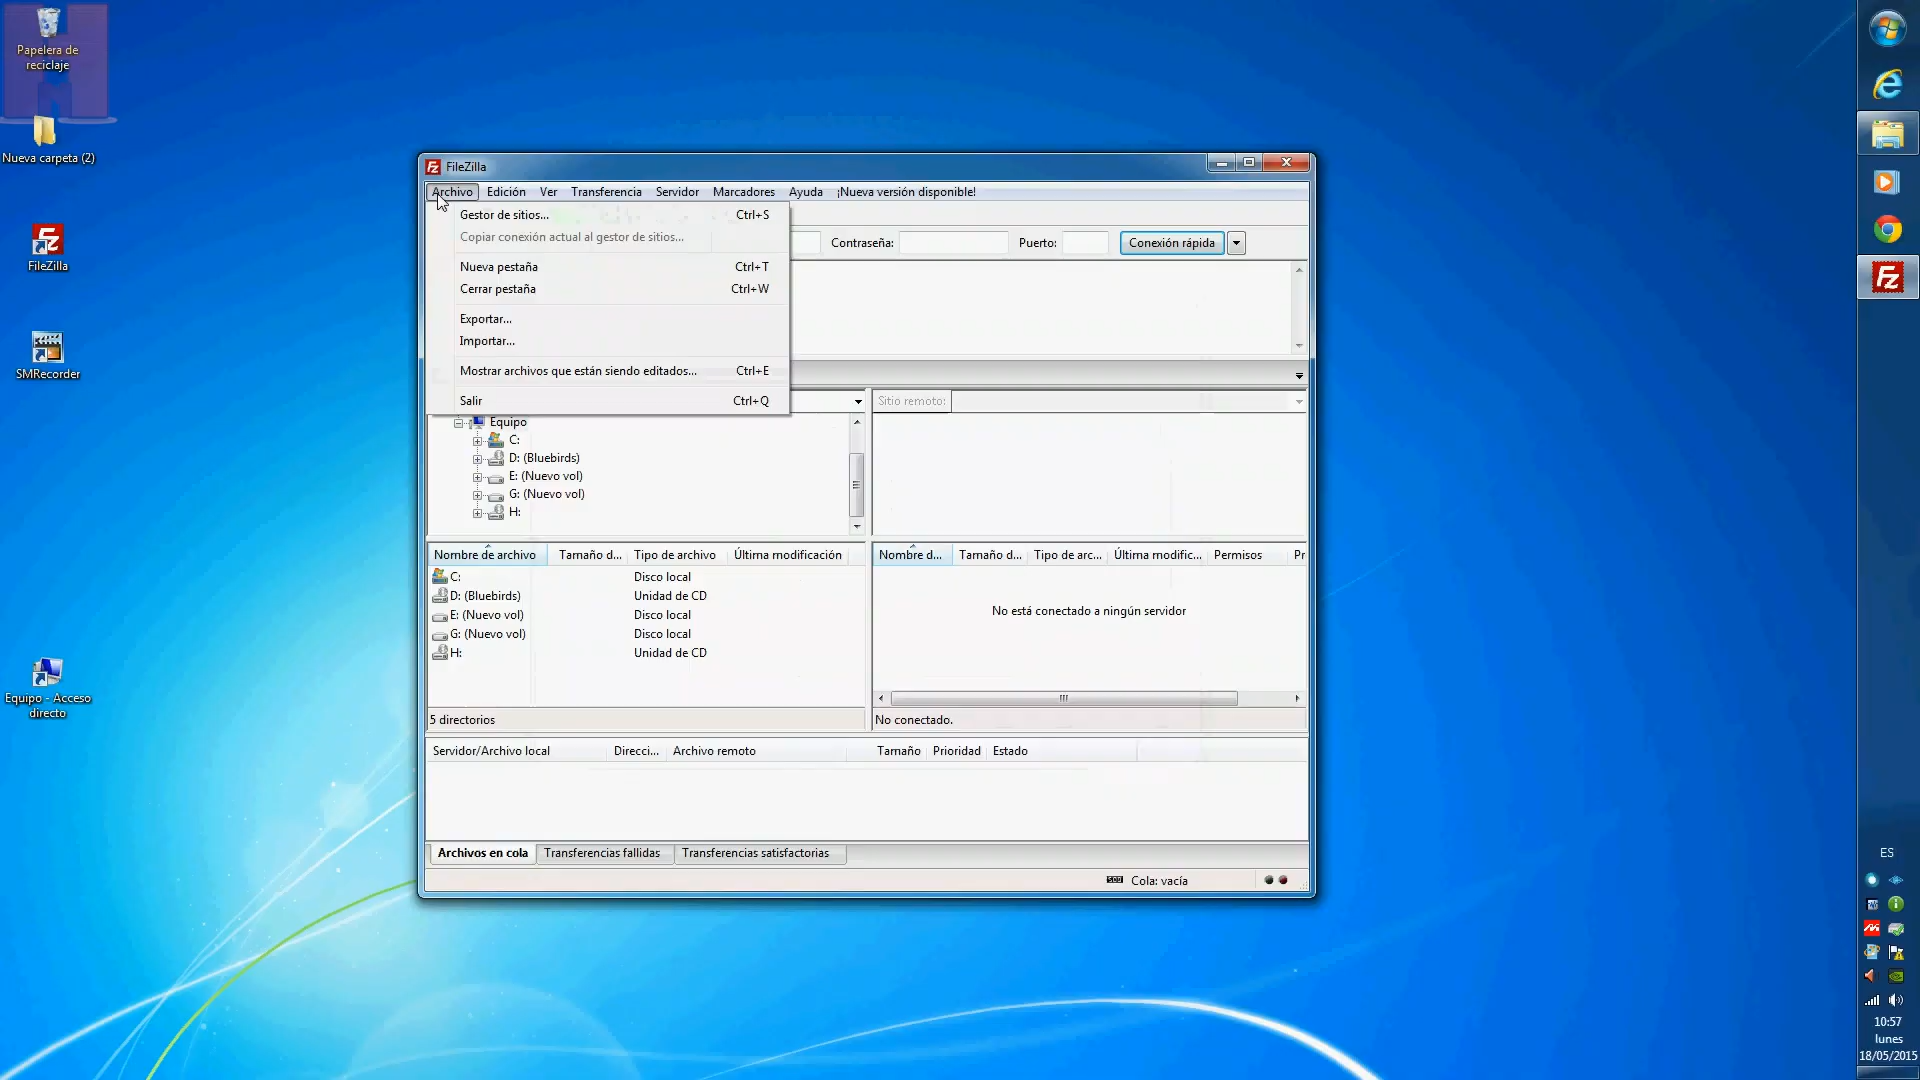 Papelera de
reciclaje
Nueva carpeta (2)
FileZilla
SMRecorder
Equipo - Acceso
directo
FileZilla
Archivo Edición Ver Transferencia Servidor Marcadores Ayuda ¡Nueva versión disponible!
Gestor de sitios... Ctrl+S
Copiar conexión actual al gestor de sitios...
Contraseña: Puerto: Conexión rápida
Nueva pestaña Ctrl+T
Cerrar pestaña Ctrl+W
Exportar...
Importar...
Mostrar archivos que están siendo editados... Ctrl+E
Salir Ctrl+Q
Sitio remoto:
Equipo
C:
D: (Bluebirds)
E: (Nuevo vol)
G: (Nuevo vol)
H:
Nombre de archivo Tamaño d... Tipo de archivo Última modificación
C: Disco local
D: (Bluebirds) Unidad de CD
E: (Nuevo vol) Disco local
G: (Nuevo vol) Disco local
H: Unidad de CD
5 directorios
Nombre d... Tamaño d... Tipo de arc... Última modific... Permisos Pr
No está conectado a ningún servidor
No conectado.
Servidor/Archivo local Direcci... Archivo remoto Tamaño Prioridad Estado
Archivos en cola Transferencias fallidas Transferencias satisfactorias
Cola: vacía
ES
10:57
lunes
18/05/2015